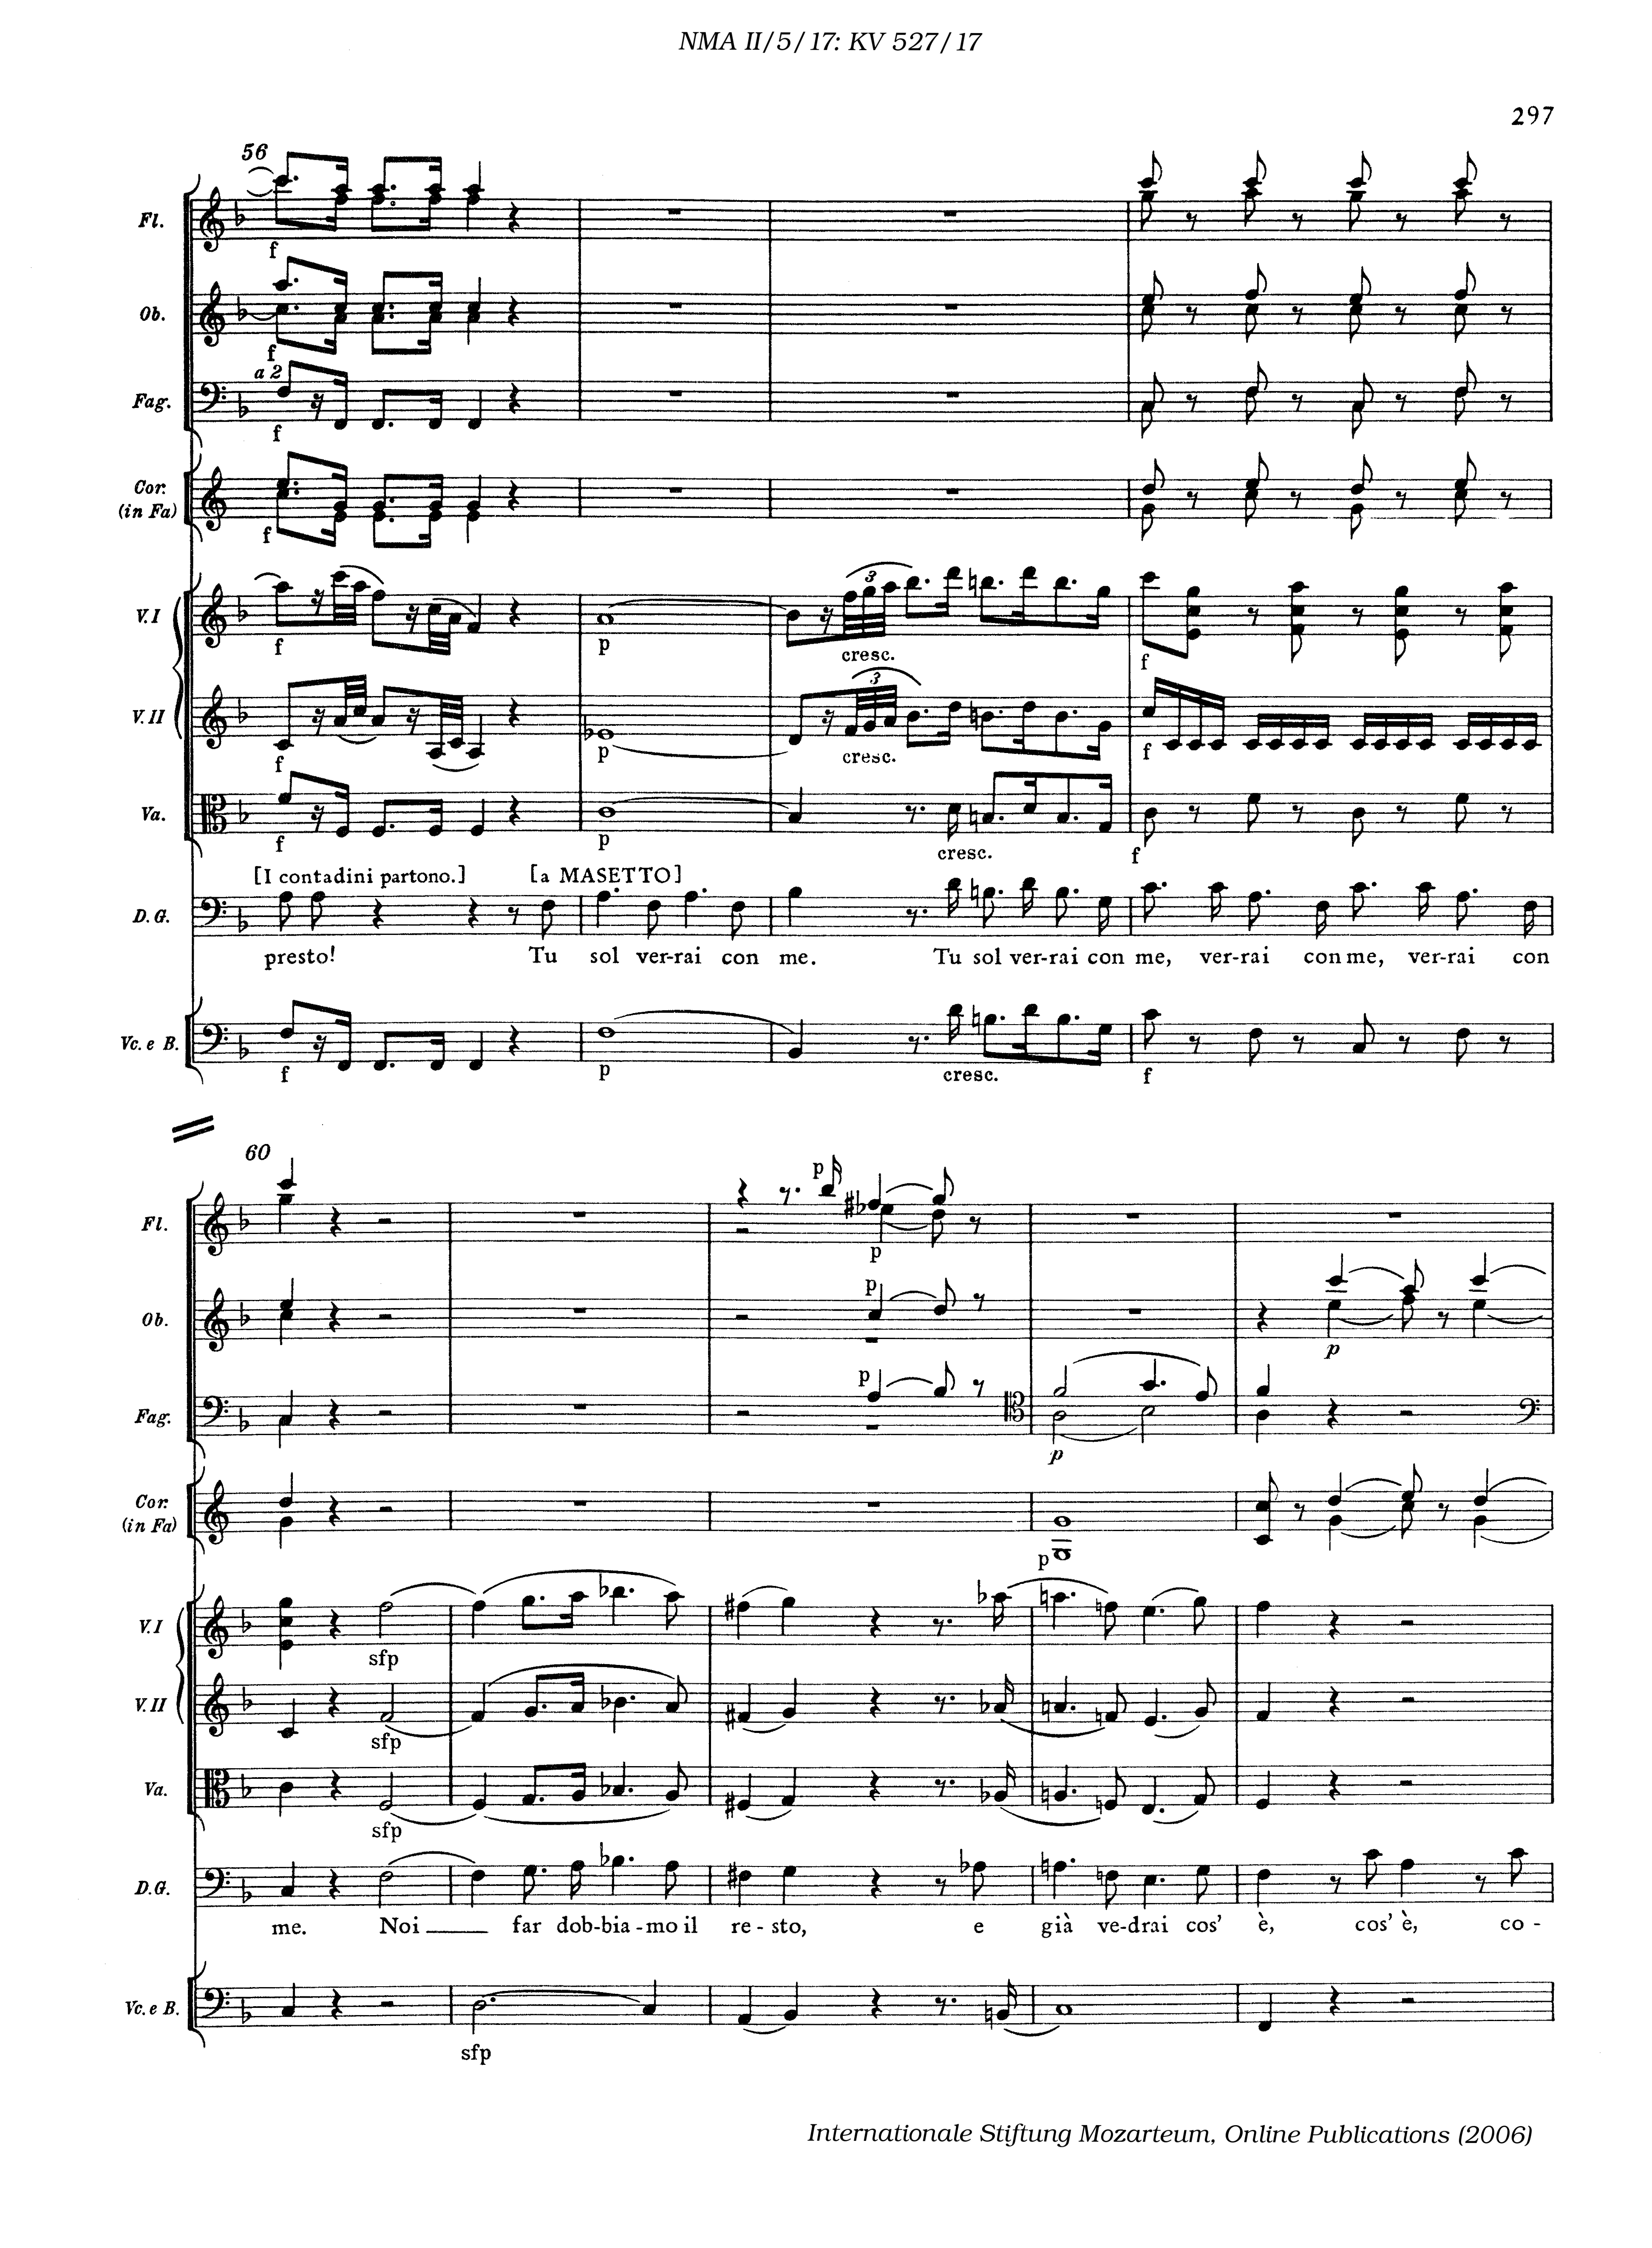 NMA II/5/17: KV 527/17
297
56
Fl.
f
Ob.
f
a 2
Fag.
f
Cor.
(in Fa)
f
V. I
f
p
3
cresc.
f
V. II
f
p
3
cresc.
f
Va.
f
p
cresc.
f
[I contadini partono.] [a MASETTO]
D. G.
presto! Tu sol ver-rai con me. Tu sol ver-rai con me, ver-rai con me, ver-rai con
Vc. e B.
f
p
cresc.
f
60
Fl.
p
p
Ob.
p
p
Fag.
p
p
Cor.
(in Fa)
p
V. I
sfp
V. II
sfp
Va.
sfp
D. G.
me. Noi far dob-bia-mo il re-sto, e già ve-drai cos' è, cos' è, co-
Vc. e B.
sfp
Internationale Stiftung Mozarteum, Online Publications (2006)